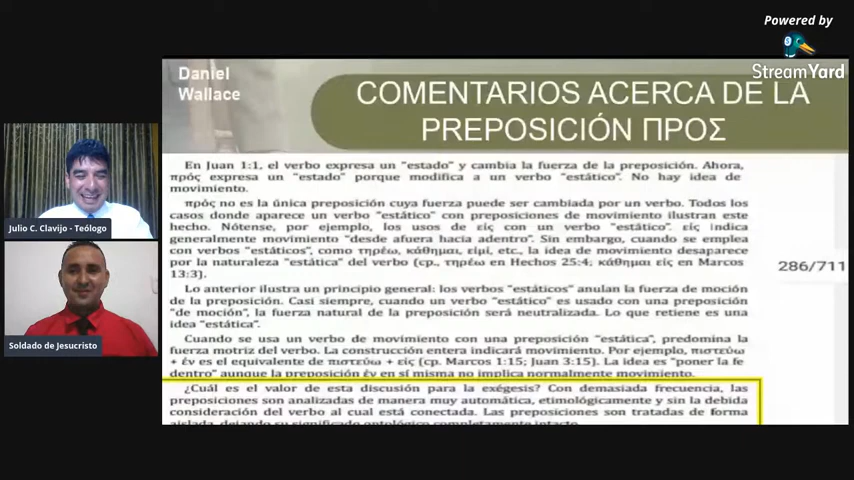 Powered by
StreamYard
Daniel
Wallace
COMENTARIOS ACERCA DE LA
PREPOSICIÓN ΠΡΟΣ
En Juan 1:1, el verbo expresa un "estado" y cambia la fuerza de la preposición. Ahora,
πρός expresa un "estado" porque modifica a un verbo "estático". No hay idea de
movimiento.
πρός no es la única preposición cuya fuerza puede ser cambiada por un verbo. Todos los
casos donde aparece un verbo "estático" con preposiciones de movimiento ilustran este
hecho. Nótense, por ejemplo, los usos de εἰς con un verbo "estático". εἰς indica
generalmente movimiento "desde afuera hacia adentro". Sin embargo, cuando se emplea
con verbos "estáticos", como τηρέω, κάθημαι, εἰμί, etc., la idea de movimiento desaparece
por la naturaleza "estática" del verbo (cp., τηρέω en Hechos 25:4; κάθημαι εἰς en Marcos
13:3).
Lo anterior ilustra un principio general: los verbos "estáticos" anulan la fuerza de moción
de la preposición. Casi siempre, cuando un verbo "estático" es usado con una preposición
"de moción", la fuerza natural de la preposición será neutralizada. Lo que retiene es una
idea "estática".
Cuando se usa un verbo de movimiento con una preposición "estática", predomina la
fuerza motriz del verbo. La construcción entera indicará movimiento. Por ejemplo, πιστεύω
+ ἐν es el equivalente de πιστεύω + εἰς (cp. Marcos 1:15; Juan 3:15). La idea es "poner la fe
dentro" aunque la preposición ἐν en sí misma no implica normalmente movimiento.
¿Cuál es el valor de esta discusión para la exégesis? Con demasiada frecuencia, las
preposiciones son analizadas de manera muy automática, etimológicamente y sin la debida
consideración del verbo al cual está conectada. Las preposiciones son tratadas de forma
aislada, dejando su significado ontológico completamente intacto.
286/711
Julio C. Clavijo - Teólogo
Soldado de Jesucristo